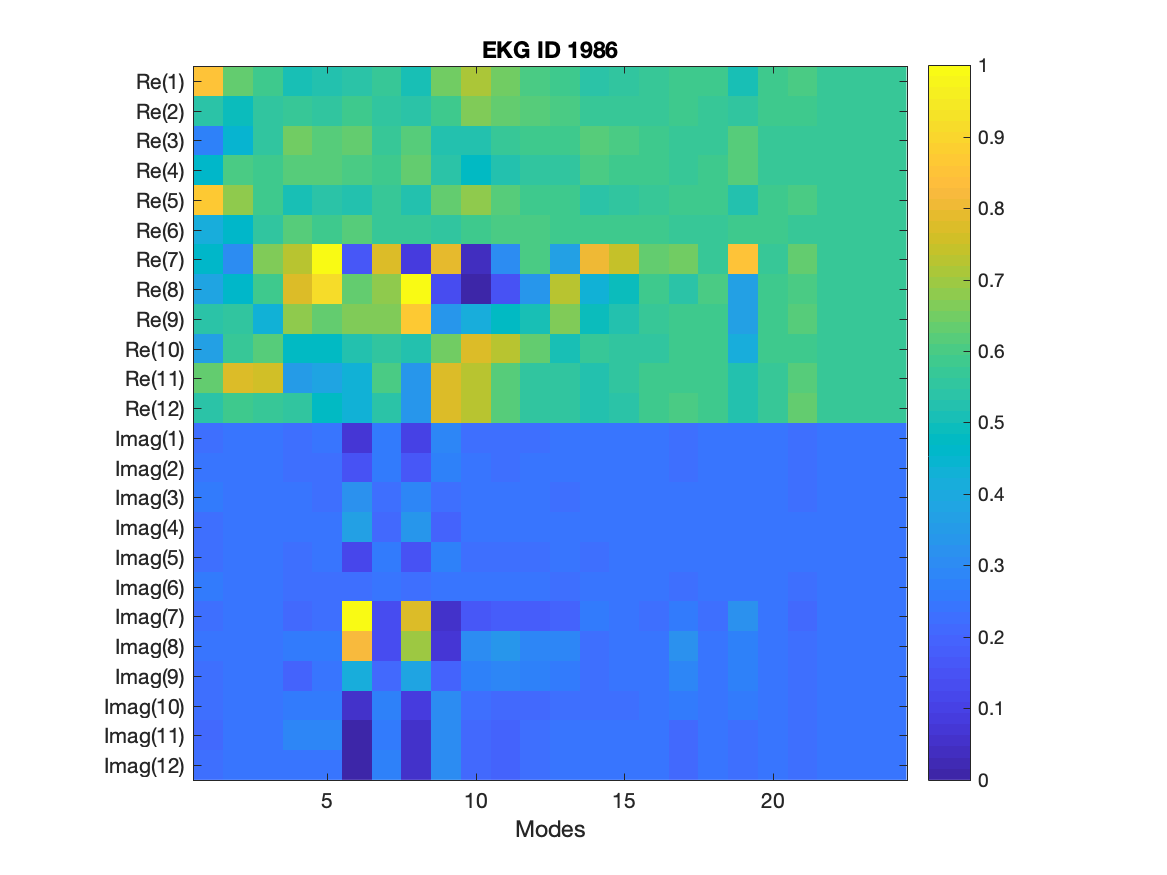 EKG ID 1986
Re(1)
Re(2)
Re(3)
Re(4)
Re(5)
Re(6)
Re(7)
Re(8)
Re(9)
Re(10)
Re(11)
Re(12)
Imag(1)
Imag(2)
Imag(3)
Imag(4)
Imag(5)
Imag(6)
Imag(7)
Imag(8)
Imag(9)
Imag(10)
Imag(11)
Imag(12)
5 10 15 20
Modes
1
0.9
0.8
0.7
0.6
0.5
0.4
0.3
0.2
0.1
0